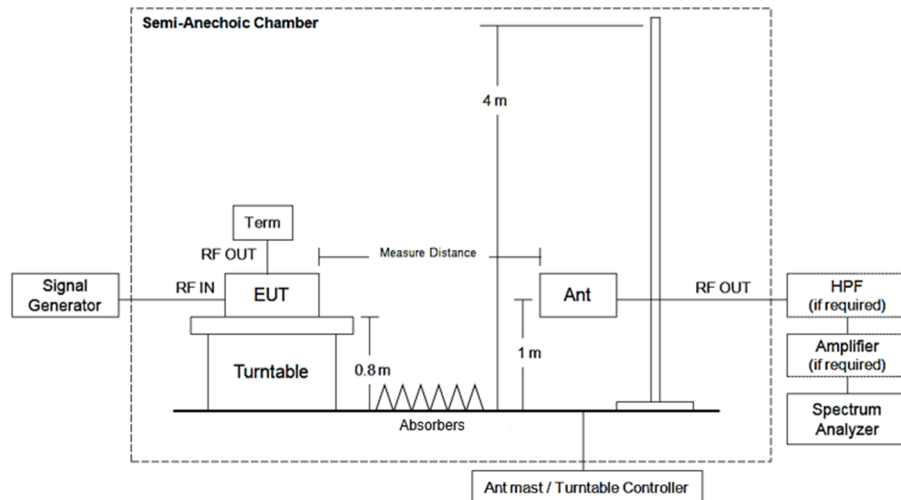 Semi-Anechoic Chamber
4 m
Term
RF OUT
Measure Distance
Signal
Generator
RF IN
EUT
Ant
RF OUT
HPF
(if required)
Turntable
0.8 m
1 m
Amplifier
(if required)
Absorbers
Spectrum
Analyzer
Ant mast / Turntable Controller